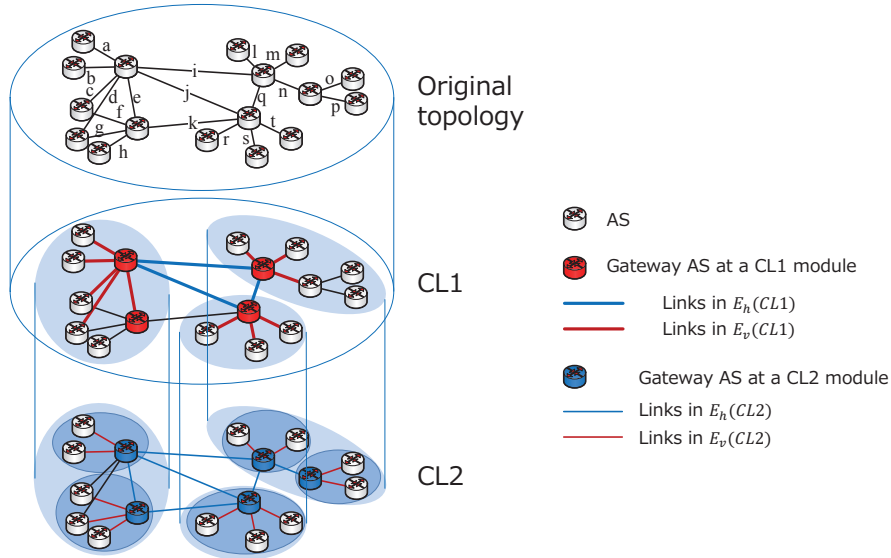 a
b
c
d
e
f
g
h
i
j
k
l
m
n
o
p
q
r
s
t
Original
topology
CL1
CL2
AS
Gateway AS at a CL1 module
Links in E_h(CL1)
Links in E_v(CL1)
Gateway AS at a CL2 module
Links in E_h(CL2)
Links in E_v(CL2)